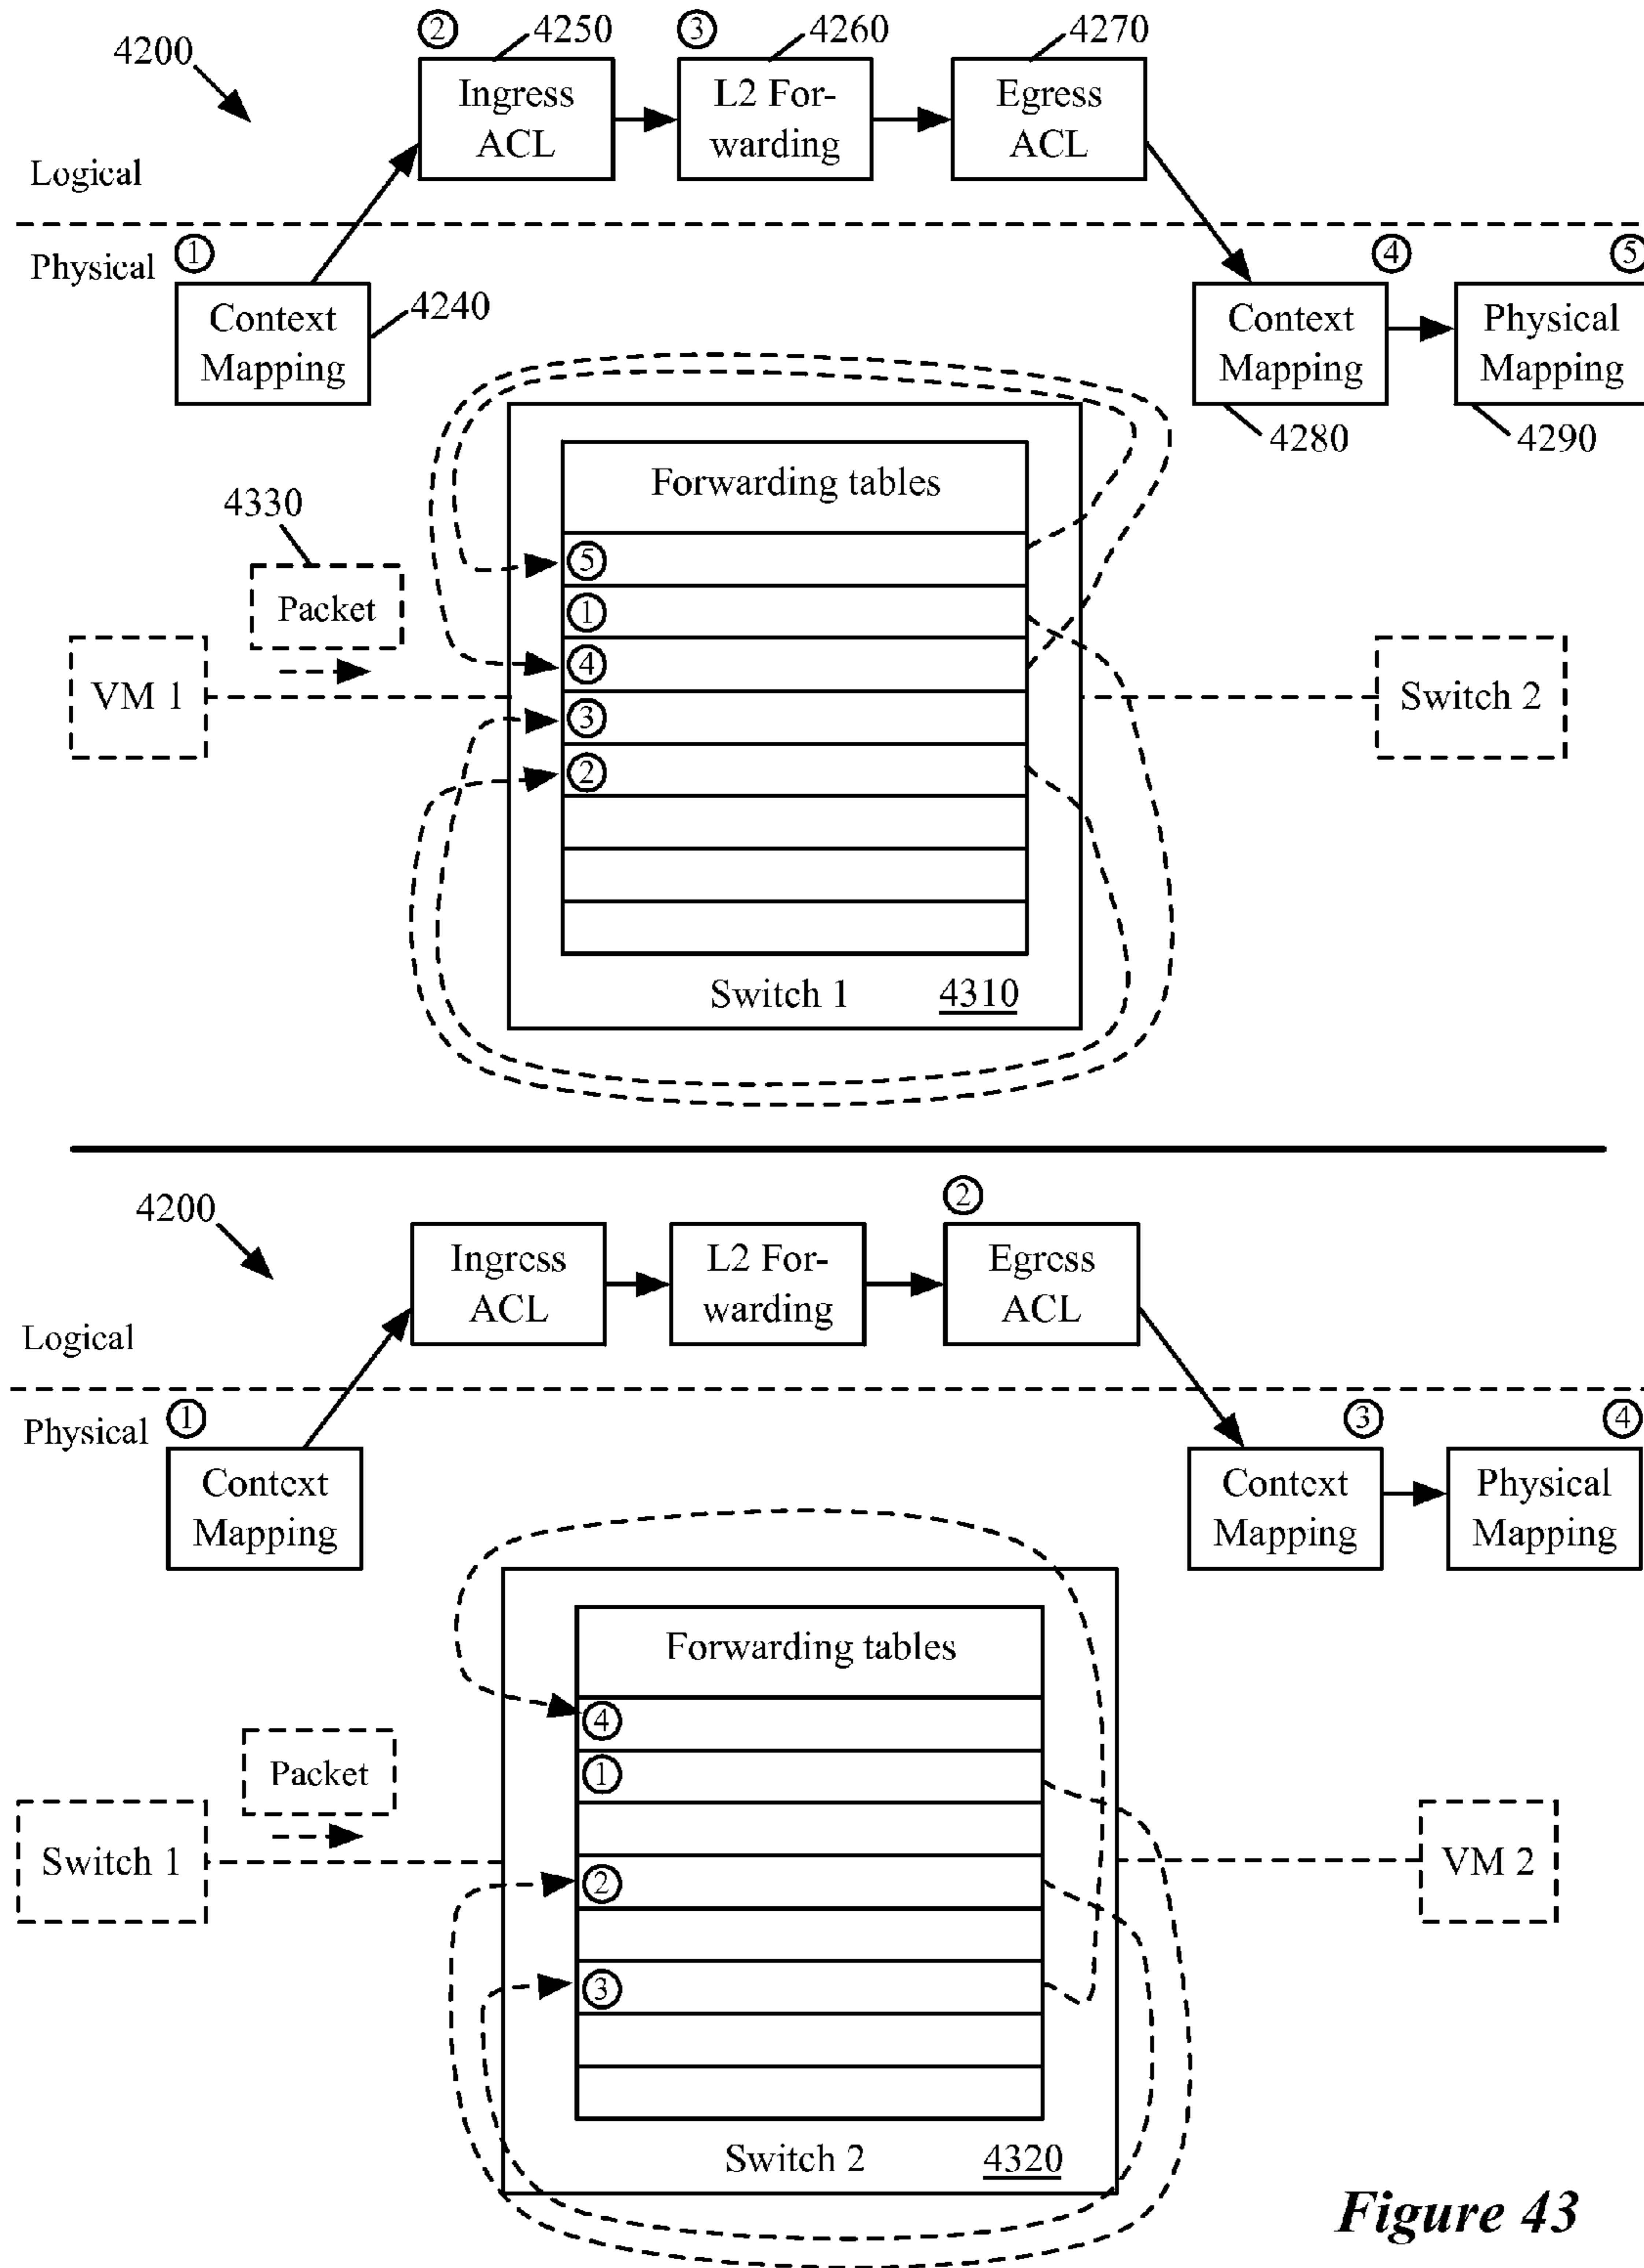 ② 4250 ③ 4260 4270
4200
Ingress
ACL
L2 For-
warding
Egress
ACL
Logical
Physical
①
④
⑤
Context
Mapping
4240
Context
Mapping
Physical
Mapping
4280
4290
Forwarding tables
4330
Packet
⑤
①
④
③
②
VM 1
Switch 2
Switch 1 4310
②
4200
Ingress
ACL
L2 For-
warding
Egress
ACL
Logical
Physical
①
③
④
Context
Mapping
Context
Mapping
Physical
Mapping
Forwarding tables
④
①
②
③
Packet
Switch 1
VM 2
Switch 2 4320
Figure 43